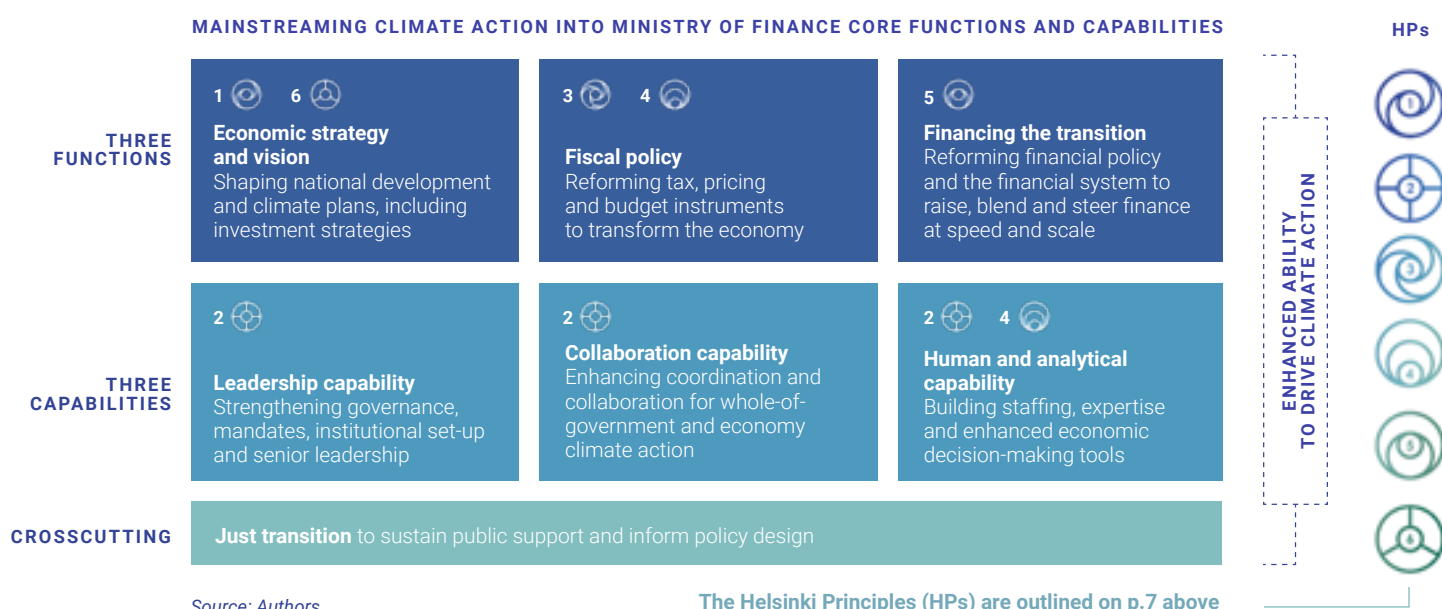 MAINSTREAMING CLIMATE ACTION INTO MINISTRY OF FINANCE CORE FUNCTIONS AND CAPABILITIES
HPs
THREE
FUNCTIONS
1 6
Economic strategy
and vision
Shaping national development
and climate plans, including
investment strategies
3 4
Fiscal policy
Reforming tax, pricing
and budget instruments
to transform the economy
5
Financing the transition
Reforming financial policy
and the financial system to
raise, blend and steer finance
at speed and scale
THREE
CAPABILITIES
2
Leadership capability
Strengthening governance,
mandates, institutional set-up
and senior leadership
2
Collaboration capability
Enhancing coordination and
collaboration for whole-of-
government and economy
climate action
2 4
Human and analytical
capability
Building staffing, expertise
and enhanced economic
decision-making tools
CROSSCUTTING
Just transition to sustain public support and inform policy design
ENHANCED ABILITY
TO DRIVE CLIMATE ACTION
1
2
3
4
5
6
Source: Authors
The Helsinki Principles (HPs) are outlined on p.7 above